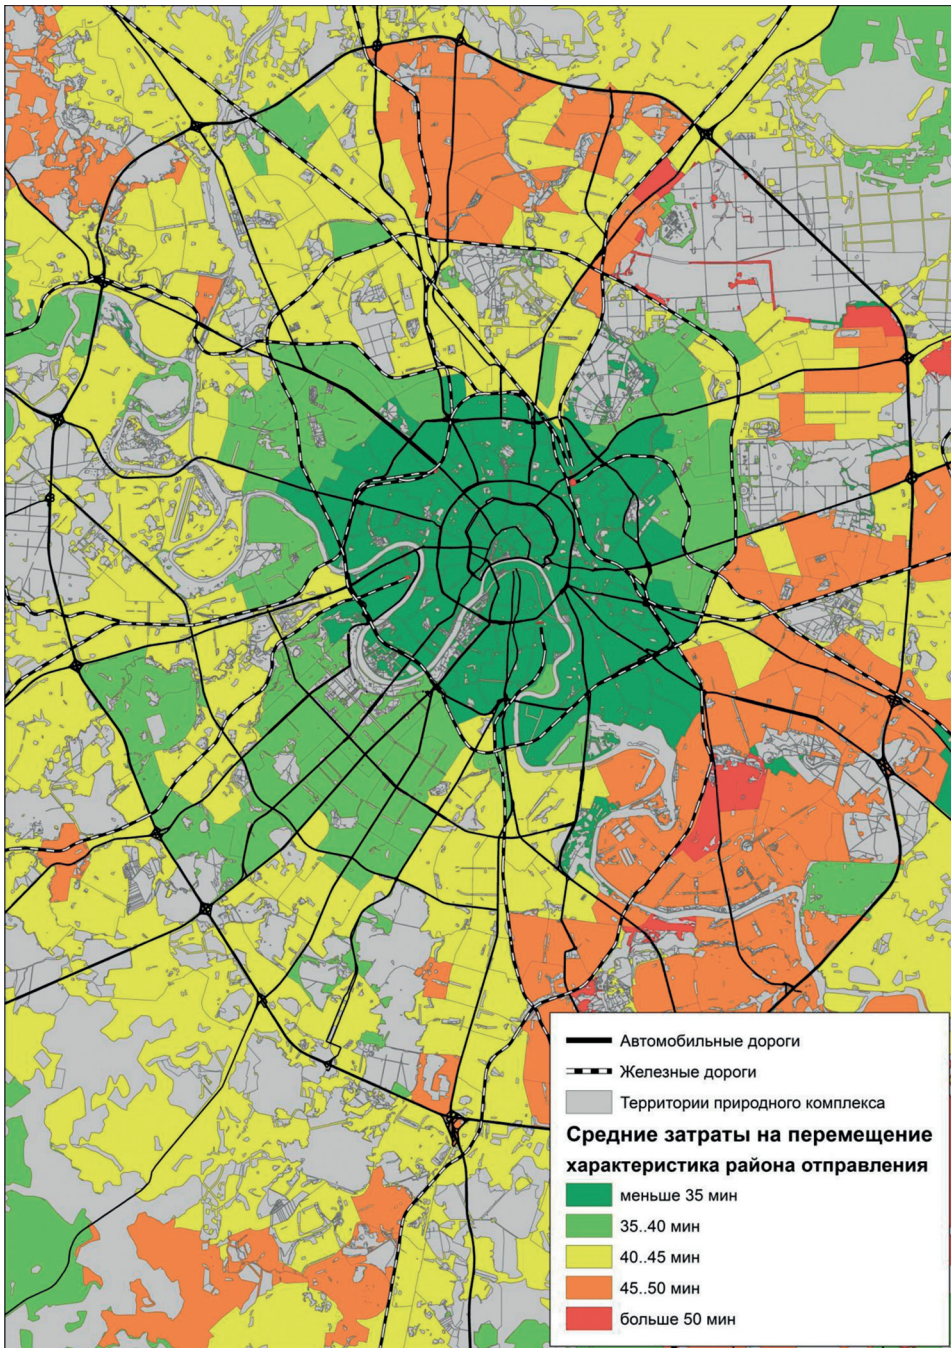 Автомобильные дороги
Железные дороги
Территории природного комплекса
Средние затраты на перемещение
характеристика района отправления
меньше 35 мин
35..40 мин
40..45 мин
45..50 мин
больше 50 мин